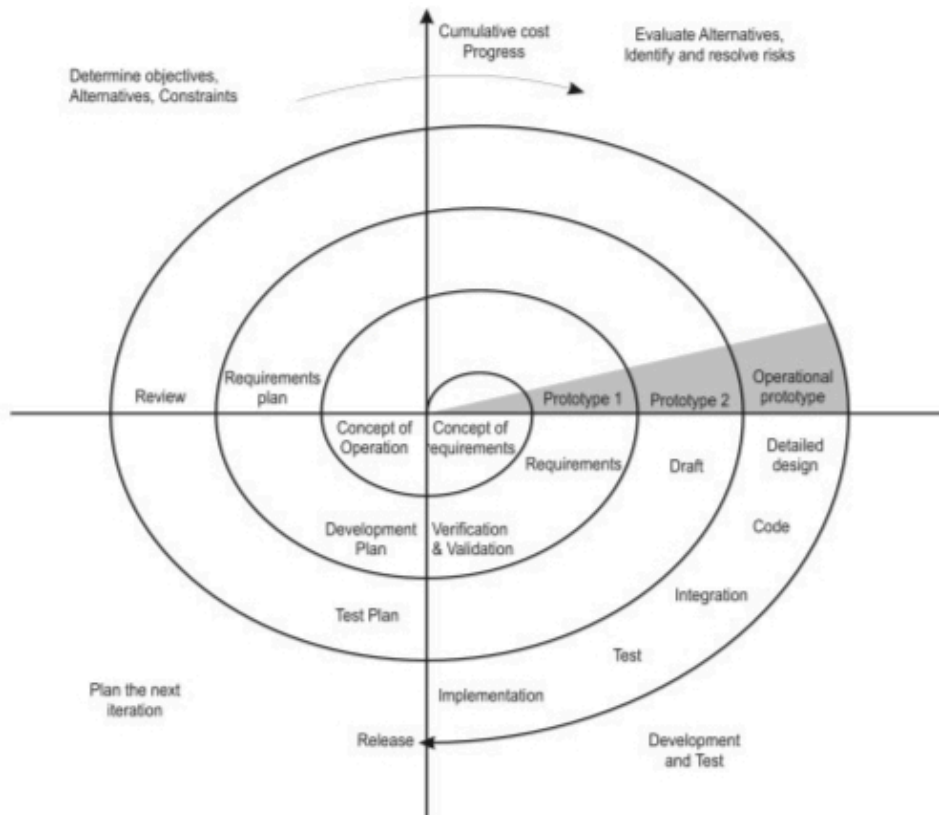 Cumulative cost
Progress
Evaluate Alternatives,
Identify and resolve risks
Determine objectives,
Alternatives, Constraints
Review
Requirements
plan
Prototype 1
Prototype 2
Operational
prototype
Concept of
Operation
Concept of
requirements
Requirements
Draft
Detailed
design
Development
Plan
Verification
& Validation
Code
Test Plan
Integration
Test
Implementation
Plan the next
iteration
Release
Development
and Test